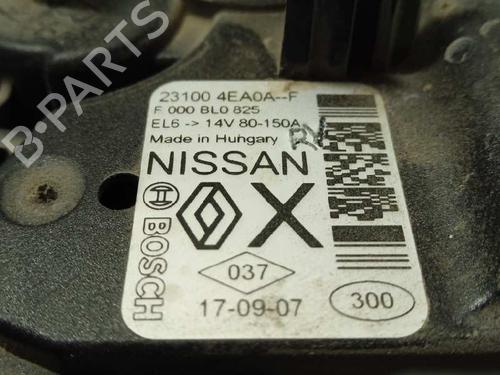 23100 4EA0A--F
F 000 BL0 825
EL6 -> 14V 80-150A
Made in Hungary
NISSAN
BOSCH
X
037
17-09-07
300
B-PARTS